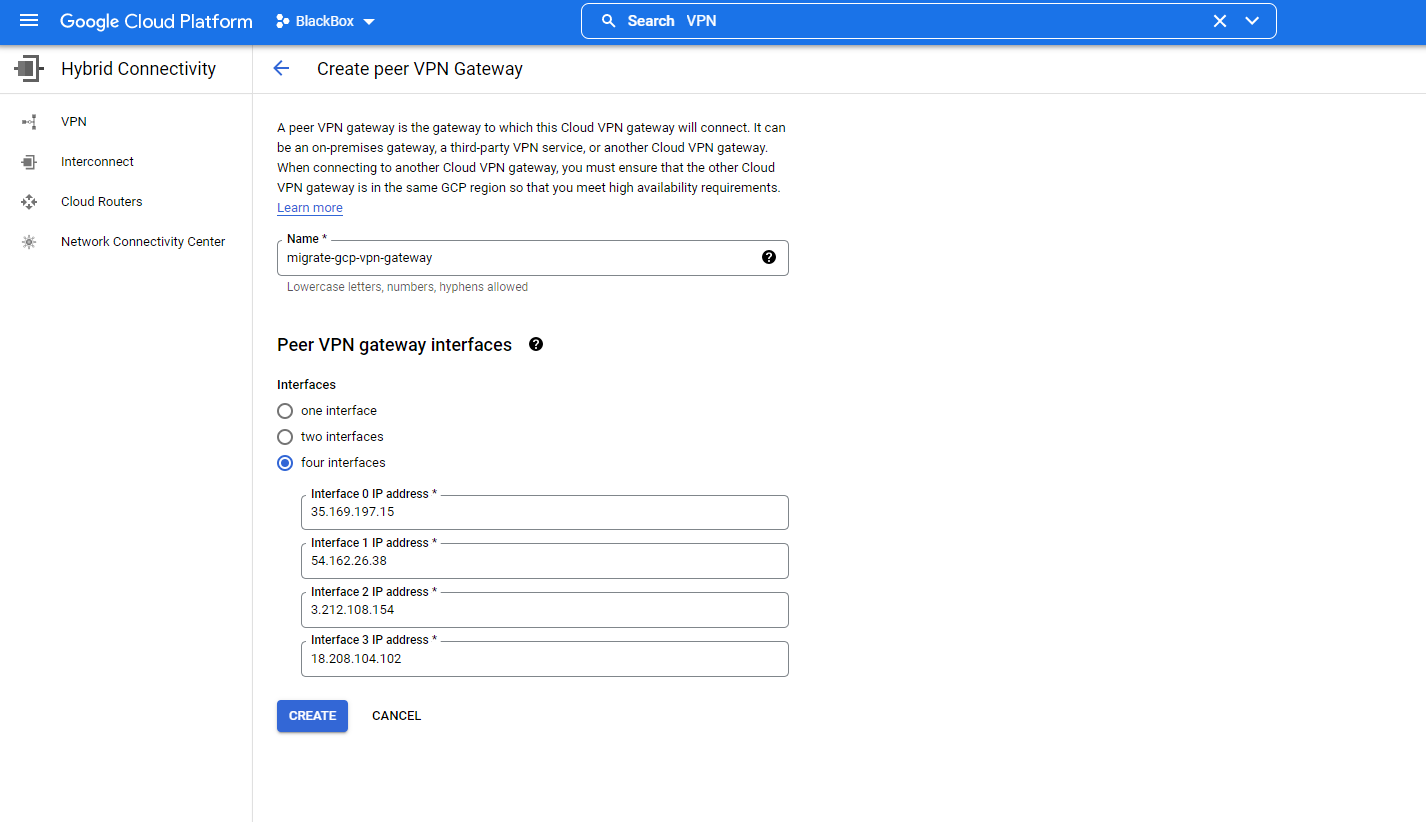 Google Cloud Platform
BlackBox
Search VPN
Hybrid Connectivity
Create peer VPN Gateway
VPN
Interconnect
Cloud Routers
Network Connectivity Center
A peer VPN gateway is the gateway to which this Cloud VPN gateway will connect. It can
be an on-premises gateway, a third-party VPN service, or another Cloud VPN gateway.
When connecting to another Cloud VPN gateway, you must ensure that the other Cloud
VPN gateway is in the same GCP region so that you meet high availability requirements.
Learn more
Name *
migrate-gcp-vpn-gateway
Lowercase letters, numbers, hyphens allowed
Peer VPN gateway interfaces
Interfaces
one interface
two interfaces
four interfaces
Interface 0 IP address *
35.169.197.15
Interface 1 IP address *
54.162.26.38
Interface 2 IP address *
3.212.108.154
Interface 3 IP address *
18.208.104.102
CREATE CANCEL